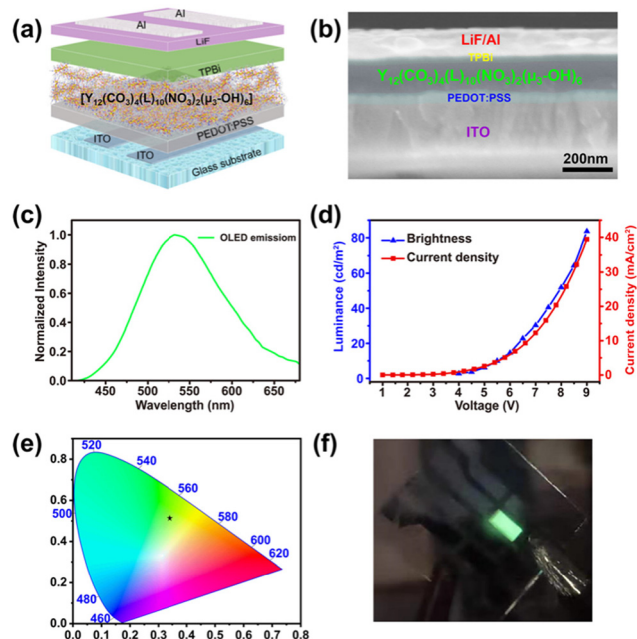 (a)
Al
Al
LiF
TPBi
[Y12(CO3)4(L)10(NO3)2(μ3-OH)6]
PEDOT:PSS
ITO
ITO
Glass substrate
(b)
LiF/Al
TPBi
Y12(CO3)4(L)10(NO3)2(μ3-OH)6
PEDOT:PSS
ITO
200nm
(c)
Normalized Intensity
1.0
0.8
0.6
0.4
0.2
0.0
OLED emissiom
450 500 550 600 650
Wavelength (nm)
(d)
Luminance (cd/m²)
80
60
40
20
0
Brightness
Current density
40
30
20
10
0
Current density (mA/cm²)
1 2 3 4 5 6 7 8 9
Voltage (V)
(e)
0.8
0.6
0.4
0.2
0.0
520
540
560
500
580
600
620
480
460
0.0 0.1 0.2 0.3 0.4 0.5 0.6 0.7 0.8
(f)